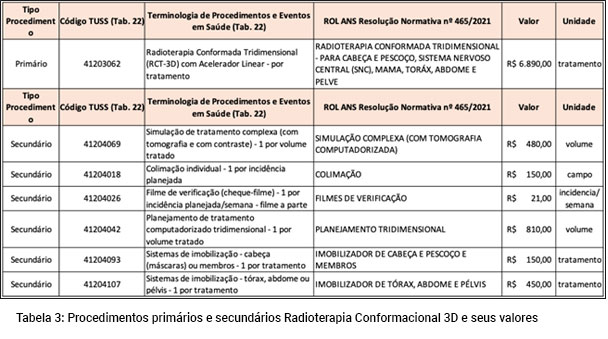 Tipo Procedimento Código TUSS (Tab. 22) Terminologia de Procedimentos e Eventos em Saúde (Tab. 22) ROL ANS Resolução Normativa nº 465/2021 Valor Unidade
Primário 41203062 Radioterapia Conformada Tridimensional (RCT-3D) com Acelerador Linear - por tratamento RADIOTERAPIA CONFORMADA TRIDIMENSIONAL - PARA CABEÇA E PESCOÇO, SISTEMA NERVOSO CENTRAL (SNC), MAMA, TORÁX, ABDOME E PELVE R$ 6.890,00 tratamento
Tipo Procedimento Código TUSS (Tab. 22) Terminologia de Procedimentos e Eventos em Saúde (Tab. 22) ROL ANS Resolução Normativa nº 465/2021 Valor Unidade
Secundário 41204069 Simulação de tratamento complexa (com tomografia e com contraste) - 1 por volume tratado SIMULAÇÃO COMPLEXA (COM TOMOGRAFIA COMPUTADORIZADA) R$ 480,00 volume
Secundário 41204018 Colimação individual - 1 por incidência planejada COLIMAÇÃO R$ 150,00 campo
Secundário 41204026 Filme de verificação (cheque-filme) - 1 por incidência planejada/semana - filme a parte FILMES DE VERIFICAÇÃO R$ 21,00 incidencia/semana
Secundário 41204042 Planejamento de tratamento computadorizado tridimensional - 1 por volume tratado PLANEJAMENTO TRIDIMENSIONAL R$ 810,00 volume
Secundário 41204093 Sistemas de imobilização - cabeça (máscaras) ou membros - 1 por tratamento IMOBILIZADOR DE CABEÇA E PESCOÇO E MEMBROS R$ 150,00 tratamento
Secundário 41204107 Sistemas de imobilização - tórax, abdome ou pélvis - 1 por tratamento IMOBILIZADOR DE TÓRAX, ABDOME E PÉLVIS R$ 450,00 tratamento
Tabela 3: Procedimentos primários e secundários Radioterapia Conformacional 3D e seus valores